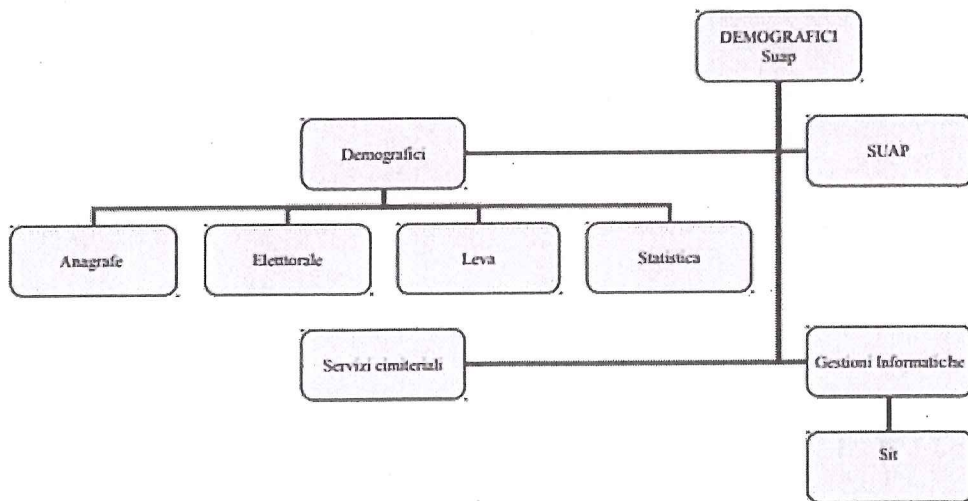 DEMOGRAFICI
Suap
Demografici
SUAP
Anagrafe
Elettorale
Leva
Statistica
Servizi cimiteriali
Gestioni Informatiche
Sit